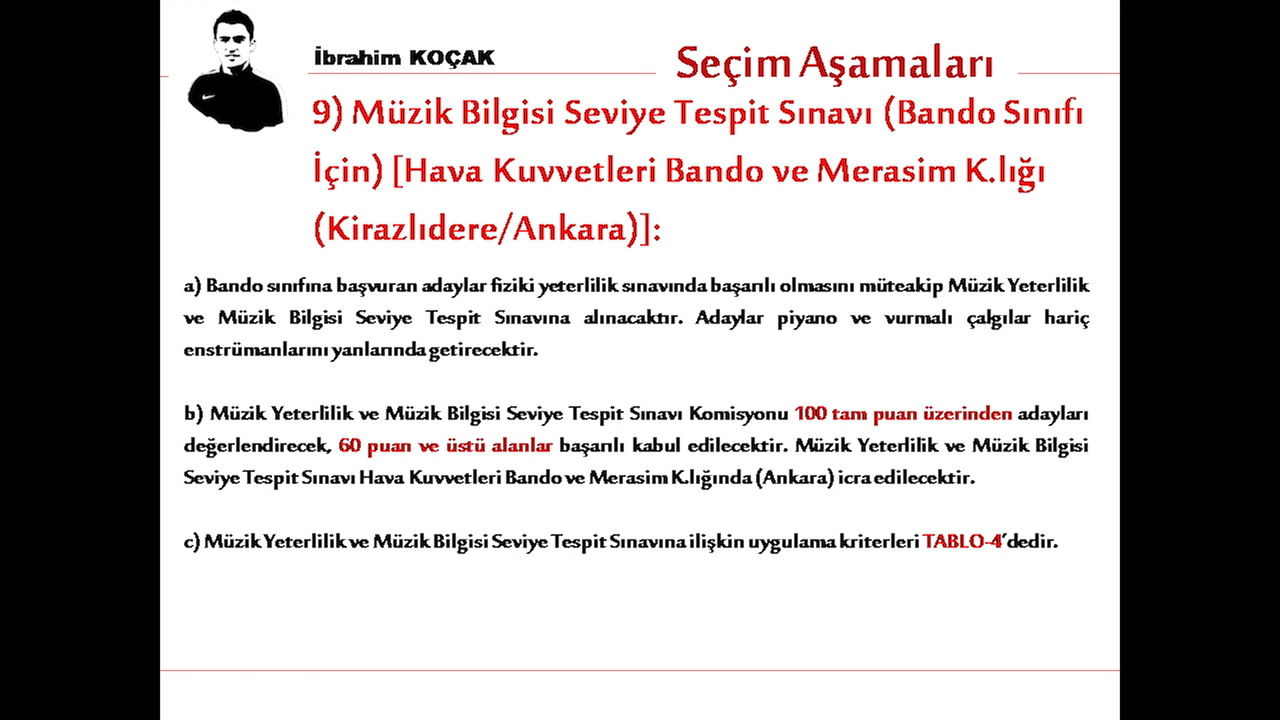 İbrahim KOÇAK
Seçim Aşamaları
9) Müzik Bilgisi Seviye Tespit Sınavı (Bando Sınıfı
İçin) [Hava Kuvvetleri Bando ve Merasim K.lığı
(Kirazlıdere/Ankara)]:
a) Bando sınıfına başvuran adaylar fiziki yeterlilik sınavında başarılı olmasını müteakip Müzik Yeterlilik
ve Müzik Bilgisi Seviye Tespit Sınavına alınacaktır. Adaylar piyano ve vurmalı çalgılar hariç
enstrümanlarını yanlarında getirecektir.
b) Müzik Yeterlilik ve Müzik Bilgisi Seviye Tespit Sınavı Komisyonu 100 tam puan üzerinden adayları
değerlendirecek, 60 puan ve üstü alanlar başarılı kabul edilecektir. Müzik Yeterlilik ve Müzik Bilgisi
Seviye Tespit Sınavı Hava Kuvvetleri Bando ve Merasim K.lığında (Ankara) icra edilecektir.
c) Müzik Yeterlilik ve Müzik Bilgisi Seviye Tespit Sınavına ilişkin uygulama kriterleri TABLO-4'dedir.